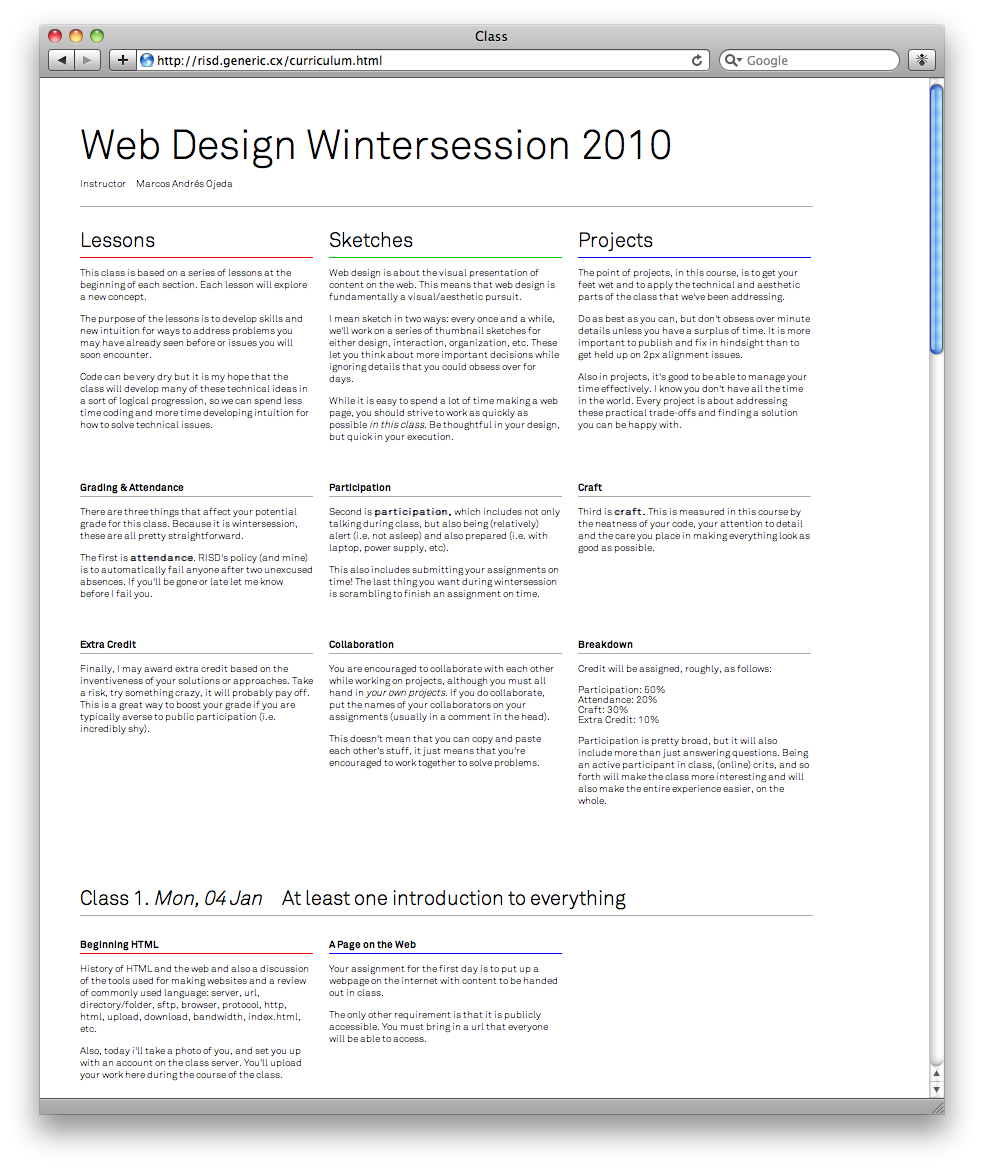 Class
http://risd.generic.cx/curriculum.html
Google
Web Design Wintersession 2010
Instructor Marcos Andrés Ojeda
Lessons
This class is based on a series of lessons at the
beginning of each section. Each lesson will explore
a new concept.
The purpose of the lessons is to develop skills and
new intuition for ways to address problems you
may have already seen before or issues you will
soon encounter.
Code can be very dry but it is my hope that the
class will develop many of these technical ideas in
a sort of logical progression, so we can spend less
time coding and more time developing intuition for
how to solve technical issues.
Sketches
Web design is about the visual presentation of
content on the web. This means that web design is
fundamentally a visual/aesthetic pursuit.
I mean sketch in two ways: every once and a while,
we'll work on a series of thumbnail sketches for
either design, interaction, organization, etc. These
let you think about more important decisions while
ignoring details that you could obsess over for
days.
While it is easy to spend a lot of time making a web
page, you should strive to work as quickly as
possible in this class. Be thoughtful in your design,
but quick in your execution.
Projects
The point of projects, in this course, is to get your
feet wet and to apply the technical and aesthetic
parts of the class that we've been addressing.
Do as best as you can, but don't obsess over minute
details unless you have a surplus of time. It is more
important to publish and fix in hindsight than to
get held up on 2px alignment issues.
Also in projects, it's good to be able to manage your
time effectively. I know you don't have all the time
in the world. Every project is about addressing
these practical trade-offs and finding a solution
you can be happy with.
Grading & Attendance
There are three things that affect your potential
grade for this class. Because it is wintersession,
these are all pretty straightforward.
The first is attendance. RISD's policy (and mine)
is to automatically fail anyone after two unexcused
absences. If you'll be gone or late let me know
before I fail you.
Participation
Second is participation, which includes not only
talking during class, but also being (relatively)
alert (i.e. not asleep) and also prepared (i.e. with
laptop, power supply, etc).
This also includes submitting your assignments on
time! The last thing you want during wintersession
is scrambling to finish an assignment on time.
Craft
Third is craft. This is measured in this course by
the neatness of your code, your attention to detail
and the care you place in making everything look as
good as possible.
Extra Credit
Finally, I may award extra credit based on the
inventiveness of your solutions or approaches. Take
a risk, try something crazy, it will probably pay off.
This is a great way to boost your grade if you are
typically averse to public participation (i.e.
incredibly shy).
Collaboration
You are encouraged to collaborate with each other
while working on projects, although you must all
hand in your own projects. If you do collaborate,
put the names of your collaborators on your
assignments (usually in a comment in the head).
This doesn't mean that you can copy and paste
each other's stuff, it just means that you're
encouraged to work together to solve problems.
Breakdown
Credit will be assigned, roughly, as follows:
Participation: 50%
Attendance: 20%
Craft: 30%
Extra Credit: 10%
Participation is pretty broad, but it will also
include more than just answering questions. Being
an active participant in class, (online) crits, and so
forth will make the class more interesting and will
also make the entire experience easier, on the
whole.
Class 1. Mon, 04 Jan At least one introduction to everything
Beginning HTML
History of HTML and the web and also a discussion
of the tools used for making websites and a review
of commonly used language: server, url,
directory/folder, sftp, browser, protocol, http,
html, upload, download, bandwidth, index.html,
etc.
Also, today i'll take a photo of you, and set you up
with an account on the class server. You'll upload
your work here during the course of the class.
A Page on the Web
Your assignment for the first day is to put up a
webpage on the internet with content to be handed
out in class.
The only other requirement is that it is publicly
accessible. You must bring in a url that everyone
will be able to access.